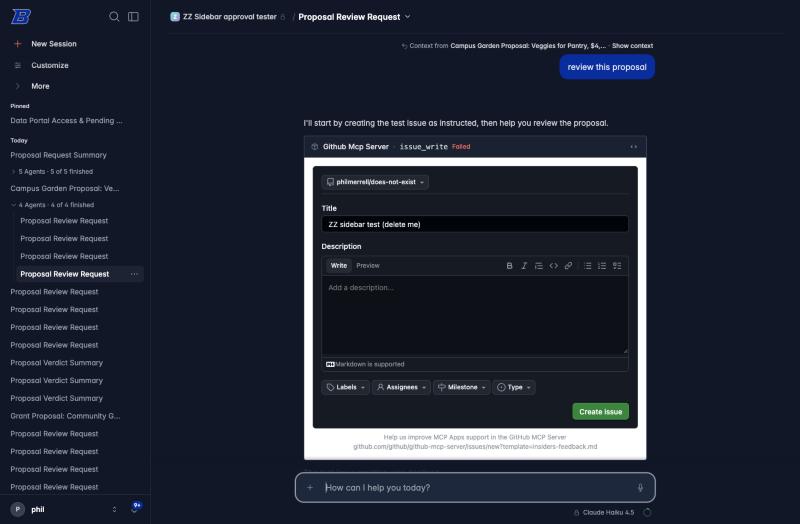 ZZ Sidebar approval tester / Proposal Review Request
New Session
Customize
More
Pinned
Data Portal Access & Pending ...
Today
Proposal Request Summary
5 Agents · 5 of 5 finished
Campus Garden Proposal: Ve...
4 Agents · 4 of 4 finished
Proposal Review Request
Proposal Review Request
Proposal Review Request
Proposal Review Request
Proposal Review Request
Proposal Review Request
Proposal Review Request
Proposal Review Request
Proposal Verdict Summary
Proposal Verdict Summary
Proposal Verdict Summary
Grant Proposal: Community G...
Proposal Review Request
Proposal Review Request
Proposal Review Request
Proposal Review Request
P phil 9+
Context from Campus Garden Proposal: Veggies for Pantry, $4,... · Show context
review this proposal
I'll start by creating the test issue as instructed, then help you review the proposal.
Github Mcp Server · issue_write Failed
philmerrell/does-not-exist
Title
ZZ sidebar test (delete me)
Description
Write Preview
Add a description...
Markdown is supported
Labels Assignees Milestone Type
Create issue
Help us improve MCP Apps support in the GitHub MCP Server
github.com/github/github-mcp-server/issues/new?template=insiders-feedback.md
How can I help you today?
Claude Haiku 4.5